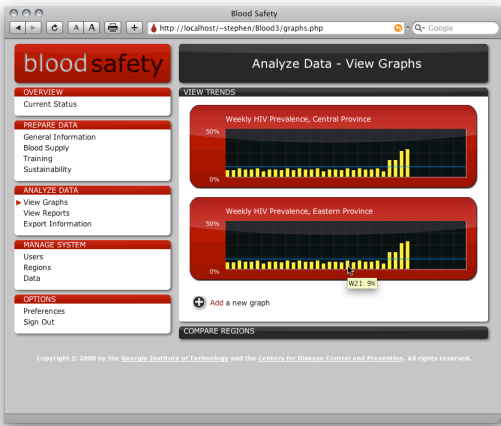 Blood Safety
A A
http://localhost/~stephen/Blood3/graphs.php
Google
bloodsafety
Analyze Data - View Graphs
OVERVIEW
Current Status
PREPARE DATA
General Information
Blood Supply
Training
Sustainability
ANALYZE DATA
View Graphs
View Reports
Export Information
MANAGE SYSTEM
Users
Regions
Data
OPTIONS
Preferences
Sign Out
VIEW TRENDS
Weekly HIV Prevalence, Central Province
50%
0%
Weekly HIV Prevalence, Eastern Province
50%
0%
W21: 9%
Add a new graph
COMPARE REGIONS
Copyright © 2008 by the Georgia Institute of Technology and the Centers for Disease Control and Prevention. All rights reserved.